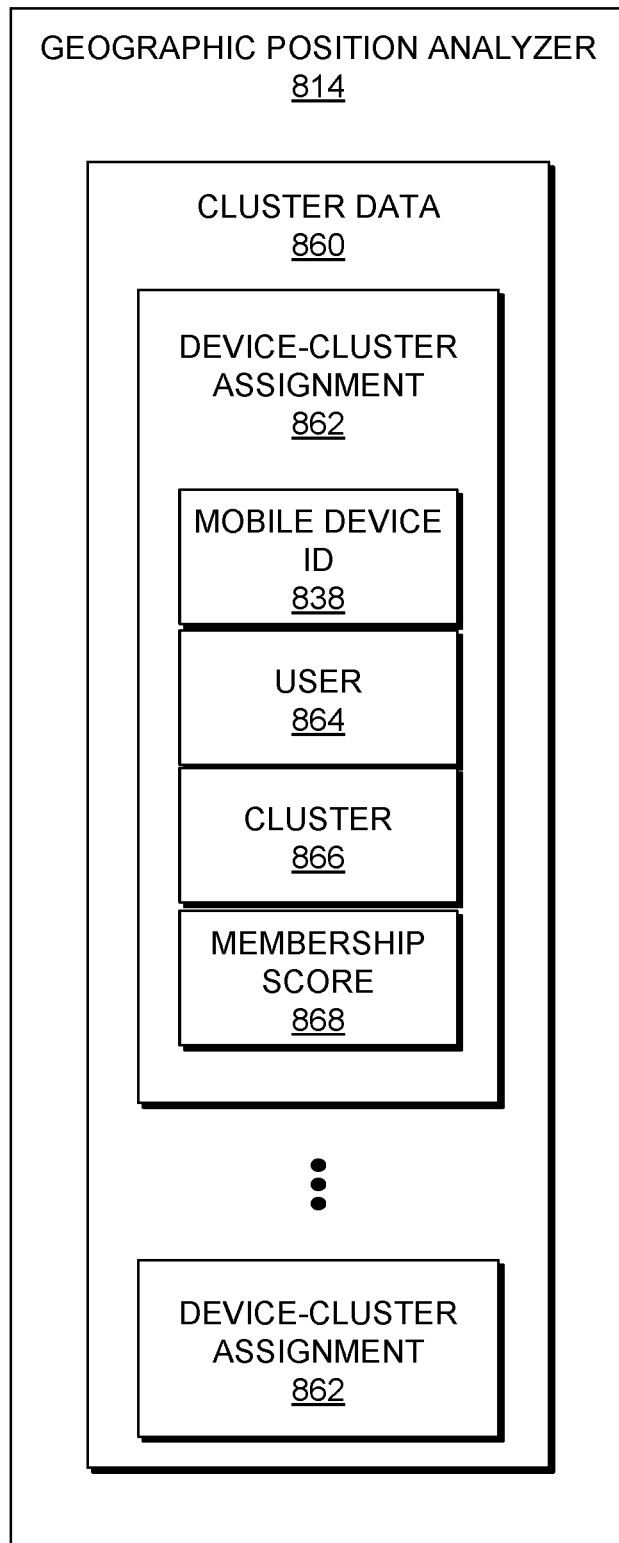 GEOGRAPHIC POSITION ANALYZER
814
CLUSTER DATA
860
DEVICE-CLUSTER
ASSIGNMENT
862
MOBILE DEVICE
ID
838
USER
864
CLUSTER
866
MEMBERSHIP
SCORE
868
DEVICE-CLUSTER
ASSIGNMENT
862